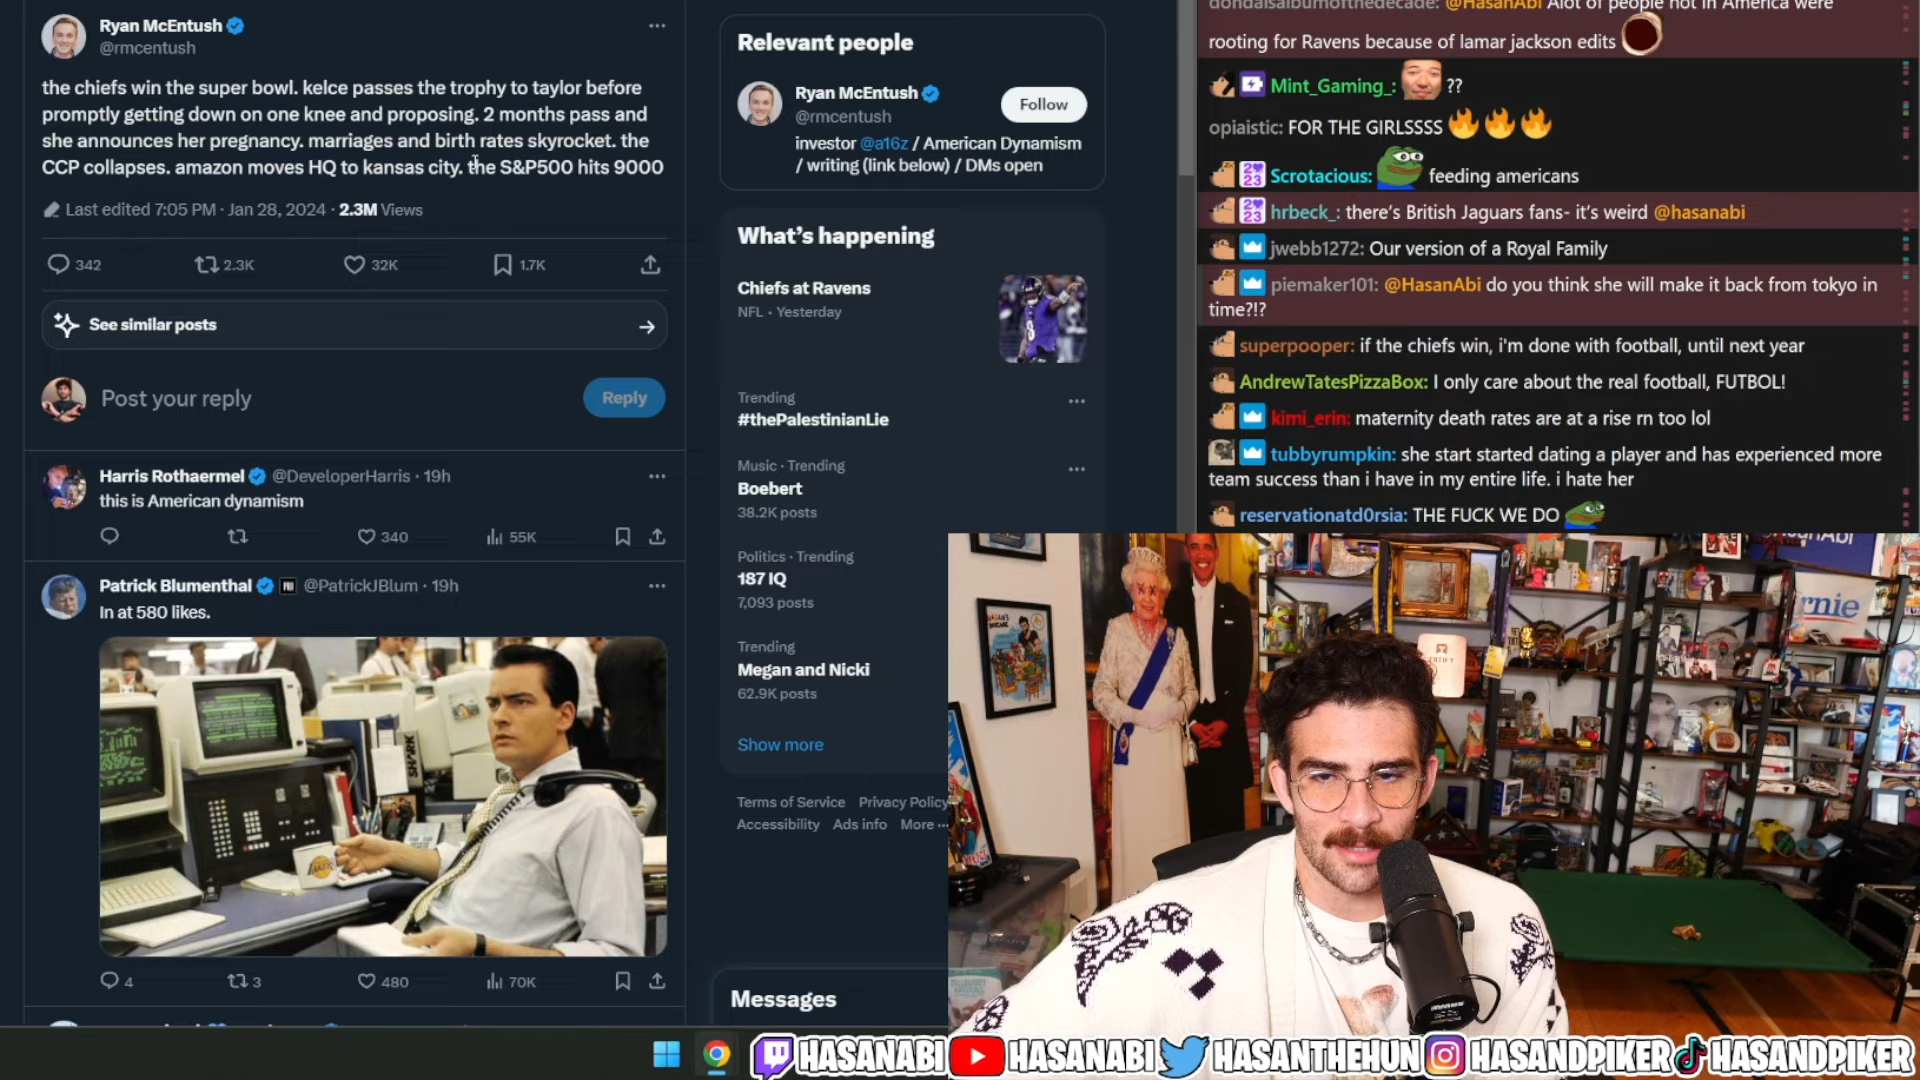 Ryan McEntush
@rmcentush
the chiefs win the super bowl. kelce passes the trophy to taylor before
promptly getting down on one knee and proposing. 2 months pass and
she announces her pregnancy. marriages and birth rates skyrocket. the
CCP collapses. amazon moves HQ to kansas city. the S&P500 hits 9000
Last edited 7:05 PM · Jan 28, 2024 · 2.3M Views
342 2.3K 32K 1.7K
See similar posts
Post your reply
Reply
Harris Rothaermel @DeveloperHarris · 19h
this is American dynamism
340 55K
Patrick Blumenthal @PatrickJBlum · 19h
In at 580 likes.
SHARK
4 3 480 70K
Relevant people
Ryan McEntush
@rmcentush
Follow
investor @a16z / American Dynamism
/ writing (link below) / DMs open
What's happening
Chiefs at Ravens
NFL · Yesterday
Trending
#thePalestinianLie
Music · Trending
Boebert
38.2K posts
Politics · Trending
187 IQ
7,093 posts
Trending
Megan and Nicki
62.9K posts
Show more
Terms of Service Privacy Policy
Accessibility Ads info More ...
Messages
dondaisalbumofthedecade: @HasanAbi Alot of people not in America were
rooting for Ravens because of lamar jackson edits
Mint_Gaming_: ??
opiaistic: FOR THE GIRLSSSS
Scrotacious: feeding americans
hrbeck_: there's British Jaguars fans- it's weird @hasanabi
jwebb1272: Our version of a Royal Family
piemaker101: @HasanAbi do you think she will make it back from tokyo in
time?!?
superpooper: if the chiefs win, i'm done with football, until next year
AndrewTatesPizzaBox: I only care about the real football, FUTBOL!
kimi_erin: maternity death rates are at a rise rn too lol
tubbyrumpkin: she start started dating a player and has experienced more
team success than i have in my entire life. i hate her
reservationatd0rsia: THE FUCK WE DO
HASANABI HASANABI HASANTHEHUN HASANDPIKER HASANDPIKER